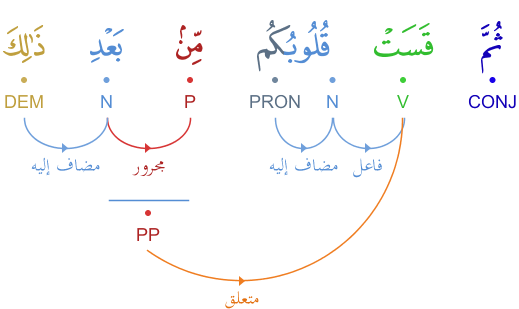 ثُمَّ قَسَتْ قُلُوبُكُم مِّنۢ بَعْدِ ذَٰلِكَ
CONJ V N PRON P N DEM
فاعل مضاف إليه مجرور مضاف إليه
PP
متعلق